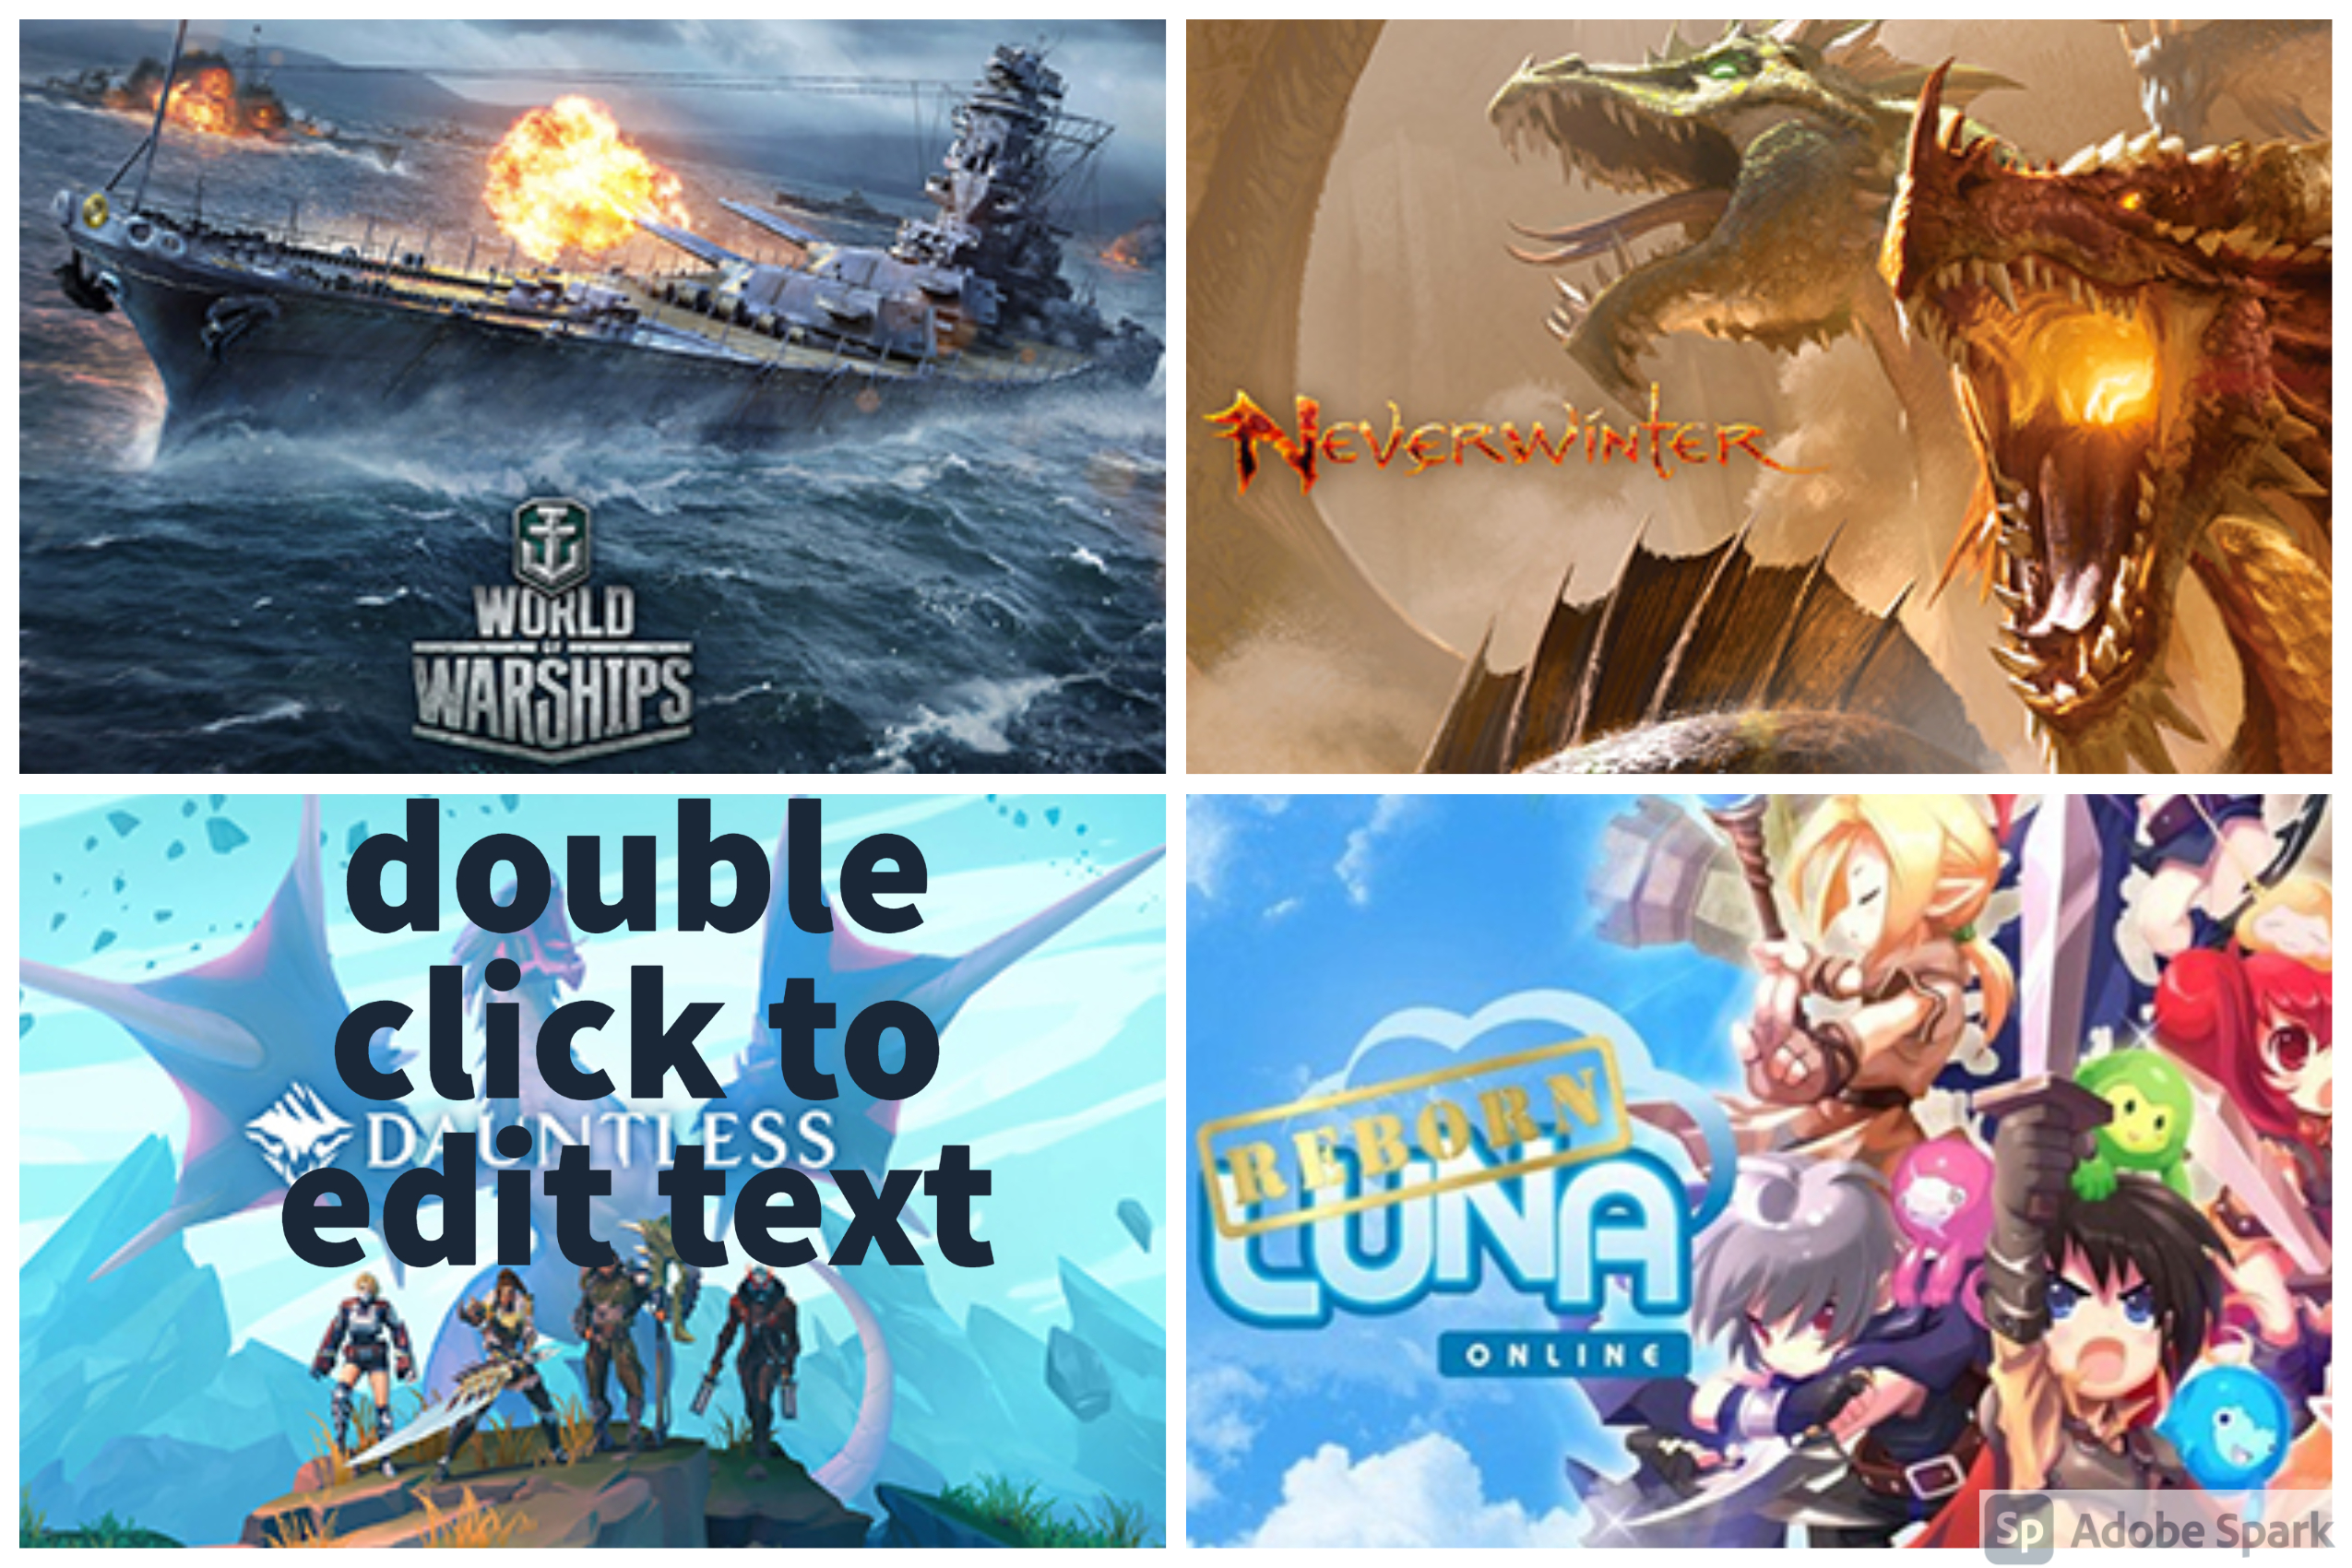 WORLD
OF
WARSHIPS
NEVERWINTER
double
click to
DAUNTLESS
edit text
REBORN
LUNA
ONLINE
Sp Adobe Spark